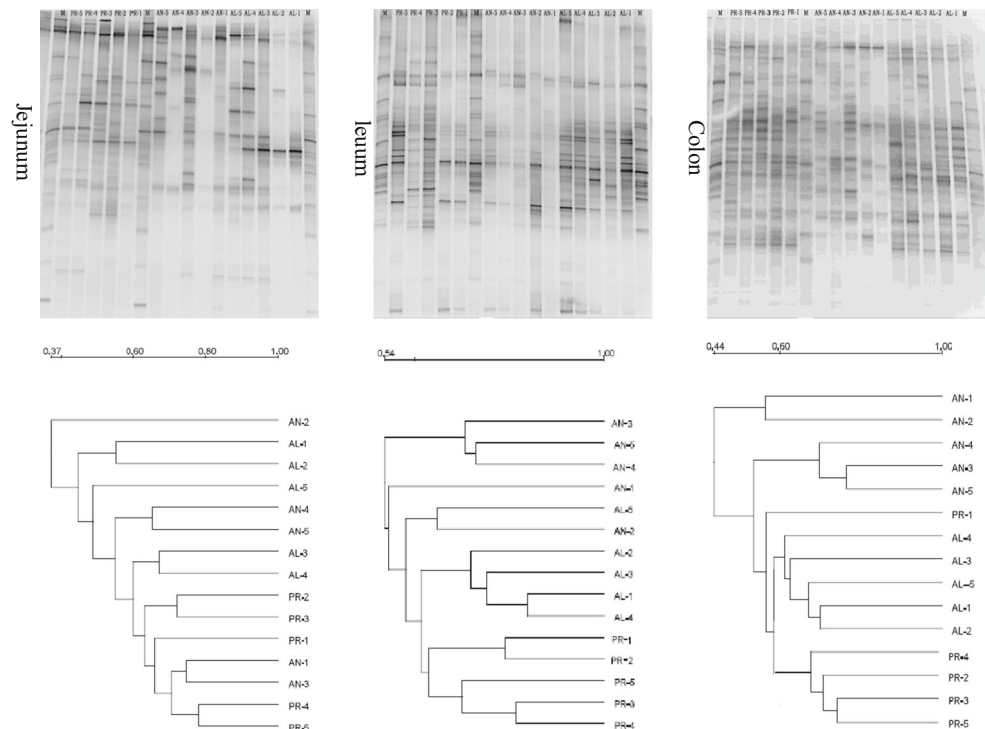 M PR-5 PR-4 PR-3 PR-2 PR-1 M AN-5 AN-4 AN-3 AN-2 AN-1 AL-5 AL-4 AL-3 AL-2 AL-1 M
Jejunum
0.37 0.60 0.80 1.00
AN-2
AL-1
AL-2
AL-5
AN-4
AN-5
AL-3
AL-4
PR-2
PR-3
PR-1
AN-1
AN-3
PR-4
PR-5
M PR-5 PR-4 PR-3 PR-2 PR-1 M AN-5 AN-4 AN-3 AN-2 AN-1 AL-5 AL-4 AL-3 AL-2 AL-1 M
leuum
0.54 1.00
AN-3
AN-5
AN-4
AN-1
AL-5
AN-2
AL-2
AL-3
AL-1
AL-4
PR-1
PR-2
PR-5
PR-3
PR-4
M PR-5 PR-4 PR-3 PR-2 PR-1 M AN-5 AN-4 AN-3 AN-2 AN-1 AL-5 AL-4 AL-3 AL-2 AL-1 M
Colon
0.44 0.60 1.00
AN-1
AN-2
AN-4
AN-3
AN-5
PR-1
AL-4
AL-3
AL-5
AL-1
AL-2
PR-4
PR-2
PR-3
PR-5